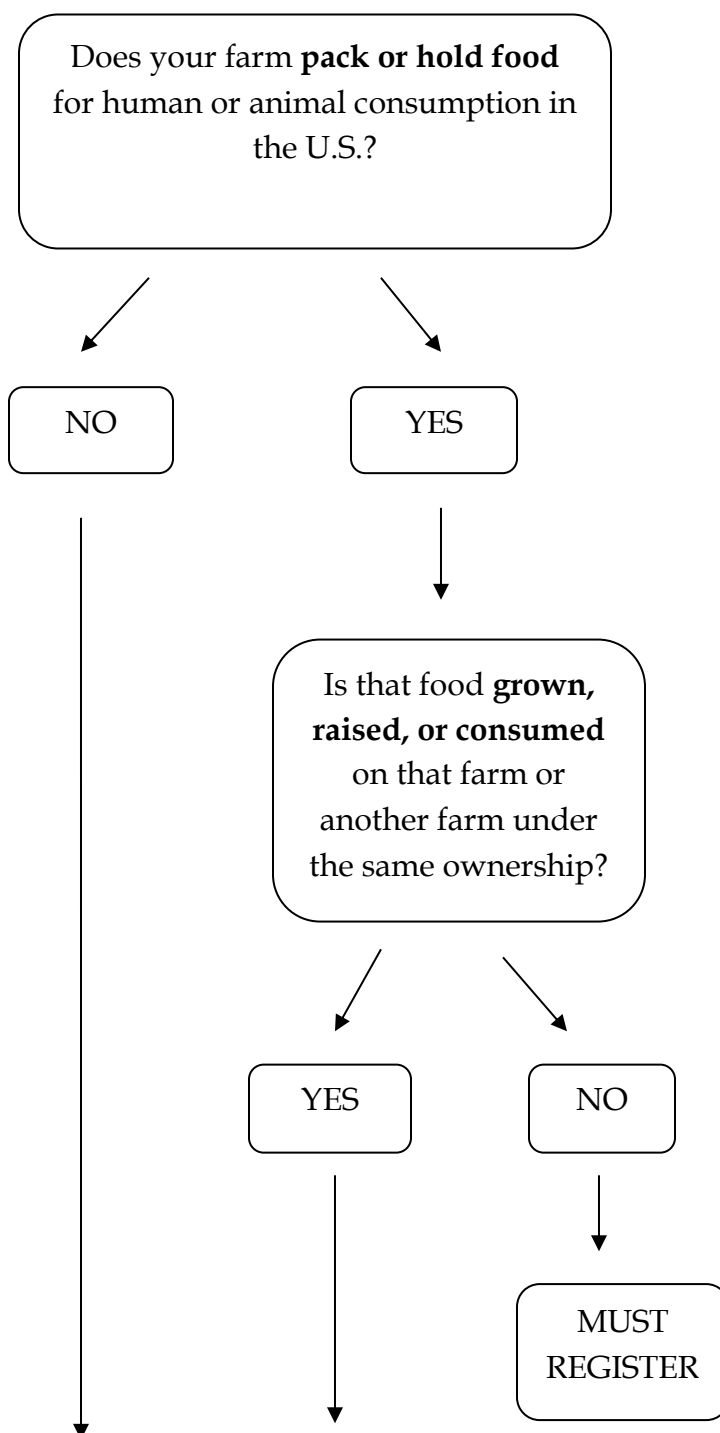 Does your farm pack or hold food
for human or animal consumption in
the U.S.?
NO
YES
Is that food grown,
raised, or consumed
on that farm or
another farm under
the same ownership?
YES
NO
MUST
REGISTER